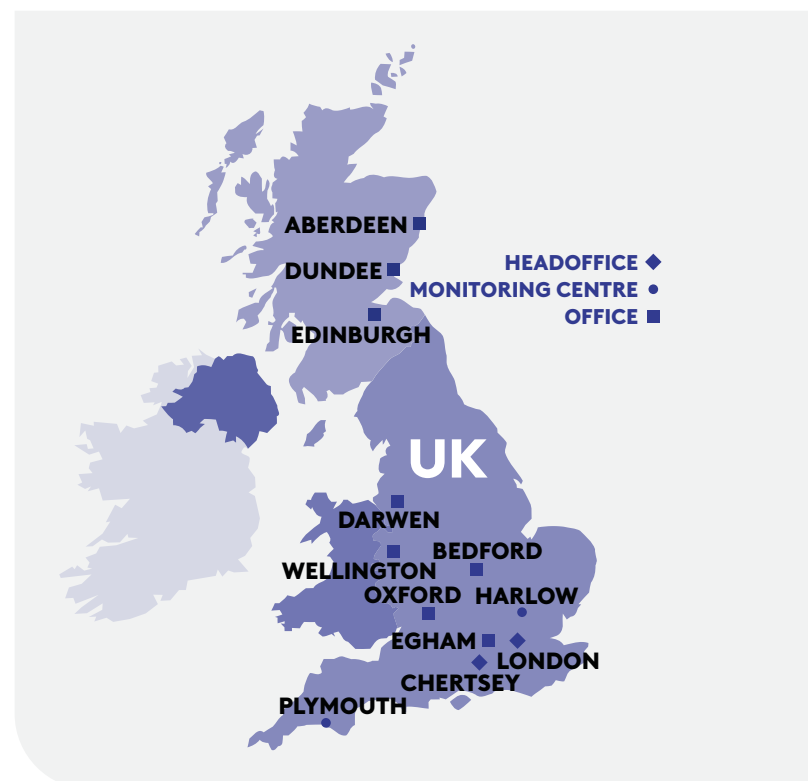 ABERDEEN
DUNDEE
EDINBURGH
HEADOFFICE
MONITORING CENTRE
OFFICE
UK
DARWEN
WELLINGTON
BEDFORD
OXFORD
HARLOW
EGHAM
LONDON
CHERTSEY
PLYMOUTH